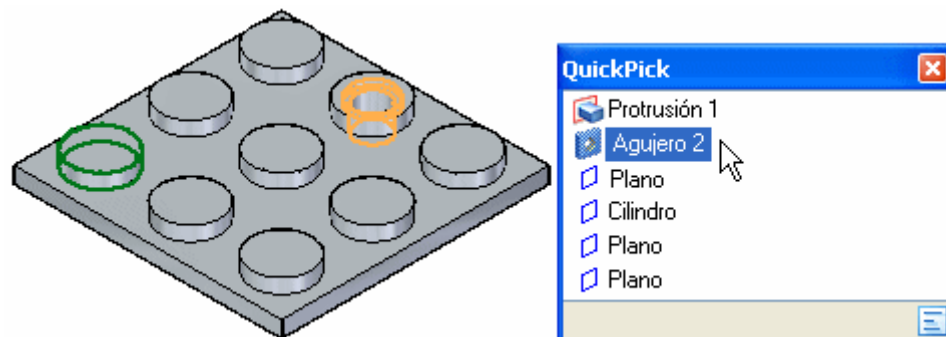 QuickPick
Protrusión 1
Agujero 2
Plano
Cilindro
Plano
Plano